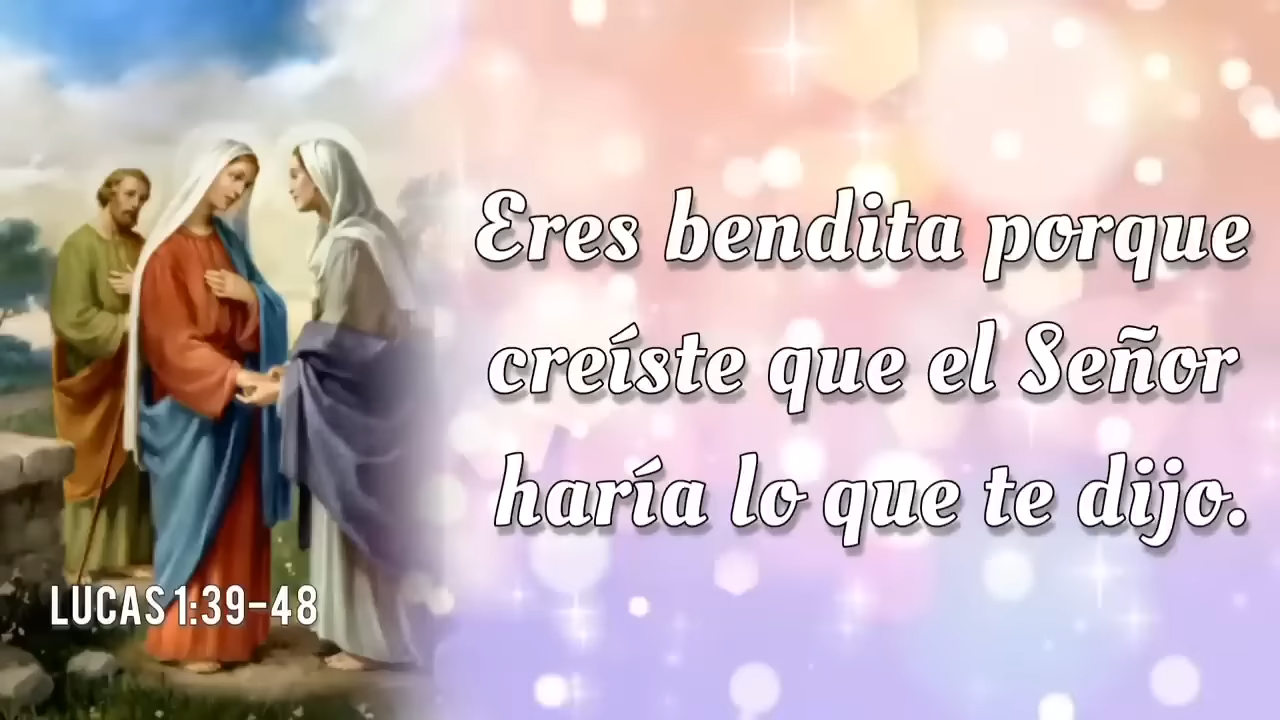 Eres bendita porque
creíste que el Señor
haría lo que te dijo.
LUCAS 1:39-48